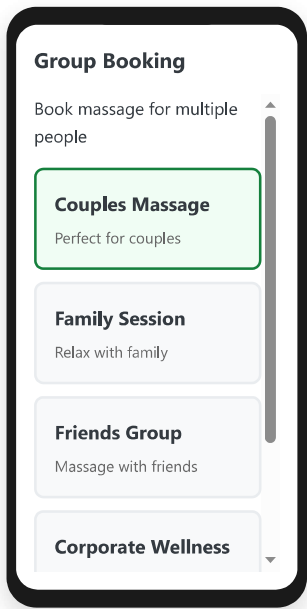 Group Booking
Book massage for multiple
people
Couples Massage
Perfect for couples
Family Session
Relax with family
Friends Group
Massage with friends
Corporate Wellness